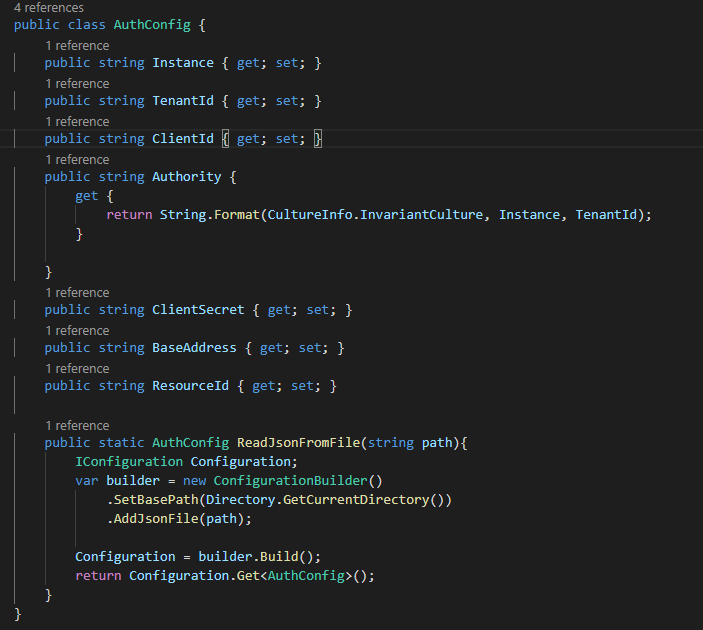 4 references
public class AuthConfig {
1 reference
public string Instance { get; set; }
1 reference
public string TenantId { get; set; }
1 reference
public string ClientId { get; set; }
1 reference
public string Authority {
get {
return String.Format(CultureInfo.InvariantCulture, Instance, TenantId);
}
}
1 reference
public string ClientSecret { get; set; }
1 reference
public string BaseAddress { get; set; }
1 reference
public string ResourceId { get; set; }
1 reference
public static AuthConfig ReadJsonFromFile(string path){
IConfiguration Configuration;
var builder = new ConfigurationBuilder()
.SetBasePath(Directory.GetCurrentDirectory())
.AddJsonFile(path);
Configuration = builder.Build();
return Configuration.Get<AuthConfig>();
}
}